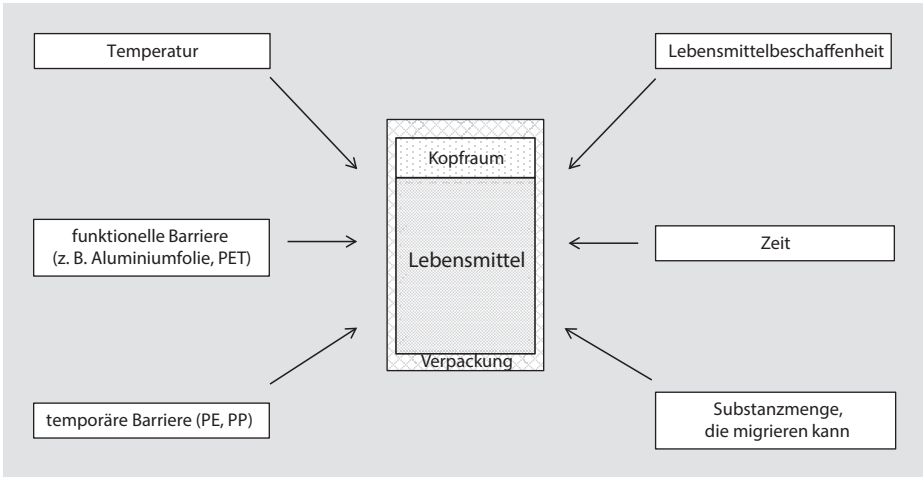 Temperatur
Lebensmittelbeschaffenheit
Kopfraum
funktionelle Barriere
(z. B. Aluminiumfolie, PET)
Lebensmittel
Zeit
Verpackung
temporäre Barriere (PE, PP)
Substanzmenge,
die migrieren kann